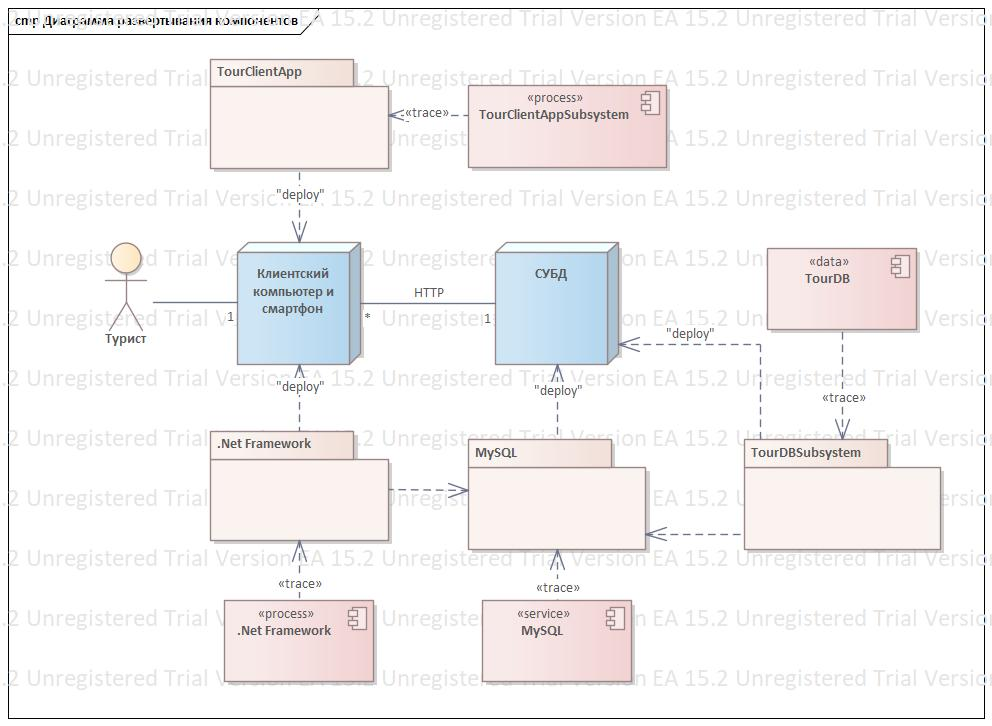 cmp Диаграмма развертывания компонентов
EA 15.2 Unregistered Trial Version
TourClientApp
«trace»
«process»
TourClientAppSubsystem
"deploy"
Турист
1
Клиентский
компьютер и
смартфон
*
HTTP
1
СУБД
«data»
TourDB
"deploy"
«trace»
"deploy"
"deploy"
.Net Framework
MySQL
TourDBSubsystem
«trace»
«trace»
«process»
.Net Framework
«service»
MySQL